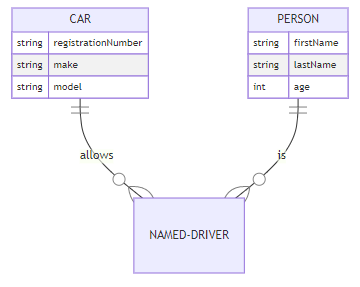 CAR PERSON
string registrationNumber string firstName
string make string lastName
string model int age
allows is
NAMED-DRIVER